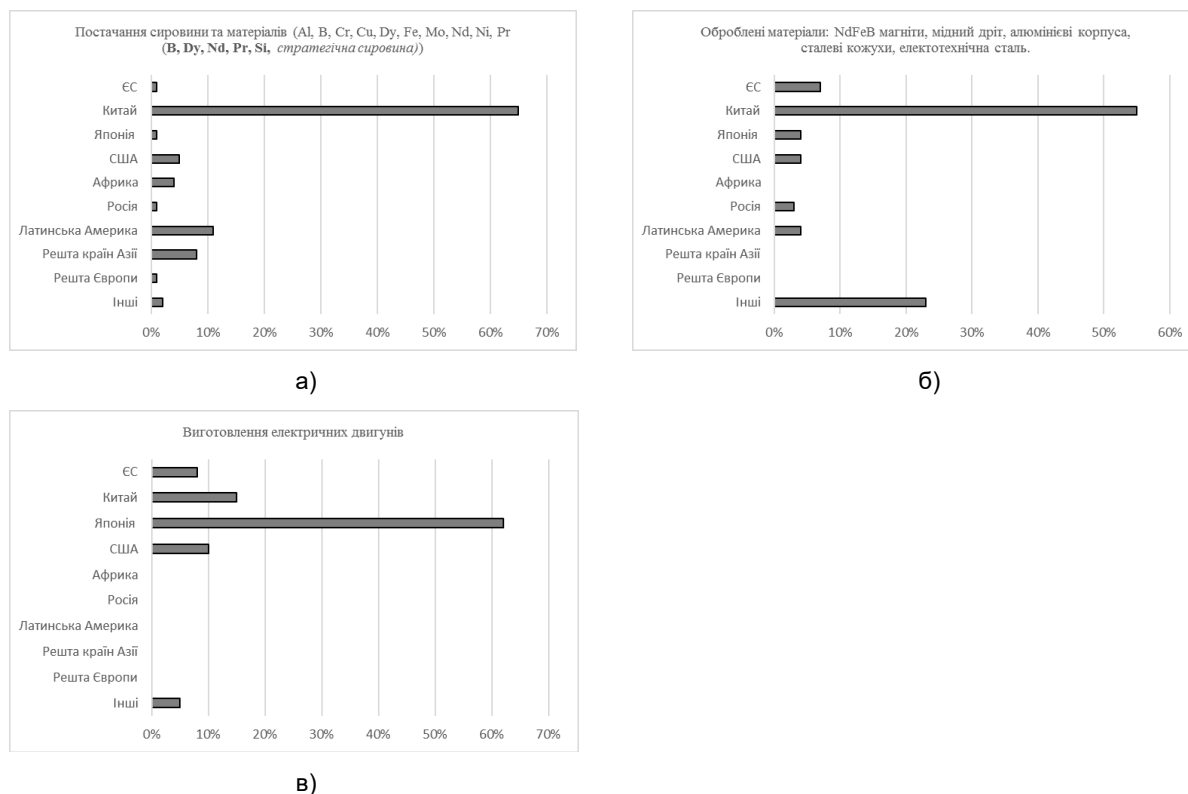 Постачання сировини та матеріалів (Al, B, Cr, Cu, Dy, Fe, Mo, Nd, Ni, Pr
(B, Dy, Nd, Pr, Si, стратегічна сировина))
ЄС
Китай
Японія
США
Африка
Росія
Латинська Америка
Решта країн Азії
Решта Європи
Інші
0% 10% 20% 30% 40% 50% 60% 70%
а)
Оброблені матеріали: NdFeB магніти, мідний дріт, алюмінієві корпуса,
сталеві кожухи, електотехнічна сталь.
ЄС
Китай
Японія
США
Африка
Росія
Латинська Америка
Решта країн Азії
Решта Європи
Інші
0% 10% 20% 30% 40% 50% 60%
б)
Виготовлення електричних двигунів
ЄС
Китай
Японія
США
Африка
Росія
Латинська Америка
Решта країн Азії
Решта Європи
Інші
0% 10% 20% 30% 40% 50% 60% 70%
в)